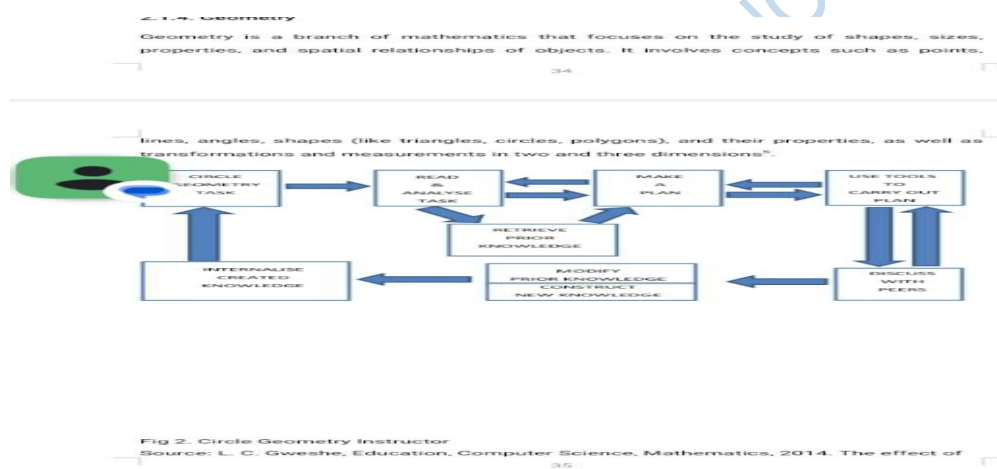 2.1.4. Geometry
Geometry is a branch of mathematics that focuses on the study of shapes, sizes,
properties, and spatial relationships of objects. It involves concepts such as points,
34
lines, angles, shapes (like triangles, circles, polygons), and their properties, as well as
transformations and measurements in two and three dimensions⁶.
CIRCLE
GEOMETRY
TASK
READ
&
ANALYSE
TASK
MAKE
A
PLAN
USE TOOLS
TO
CARRY OUT
PLAN
RETRIEVE
PRIOR
KNOWLEDGE
INTERNALISE
CREATED
KNOWLEDGE
MODIFY
PRIOR KNOWLEDGE
CONSTRUCT
NEW KNOWLEDGE
DISCUSS
WITH
PEERS
Fig 2. Circle Geometry Instructor
Source: L. C. Gweshe, Education, Computer Science, Mathematics, 2014. The effect of
35